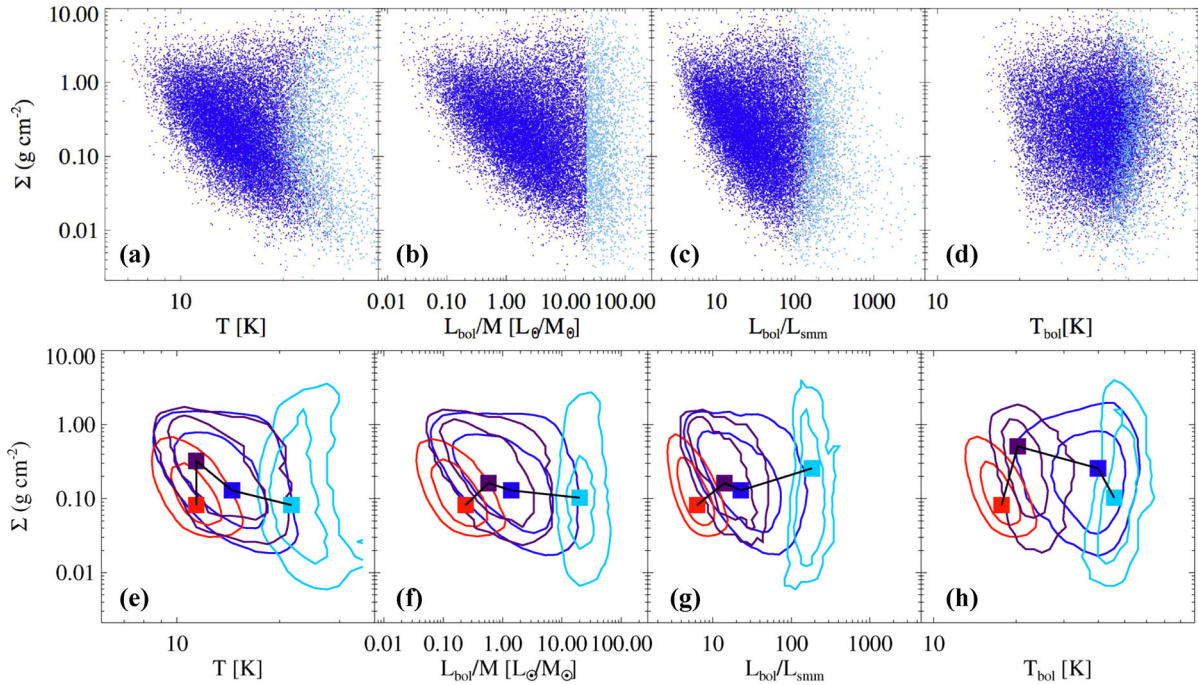 10.00
1.00
0.10
0.01
Σ (g cm⁻²)
(a) (b) (c) (d)
10 0.01 0.10 1.00 10.00 100.00 10 100 1000
T [K] L_bol/M [L_⊙/M_⊙] L_bol/L_smm T_bol[K]
10.00
1.00
0.10
0.01
Σ (g cm⁻²)
(e) (f) (g) (h)
10 0.01 0.10 1.00 10.00 100.00 10 100 1000 10
T [K] L_bol/M [L_⊙/M_⊙] L_bol/L_smm T_bol [K]